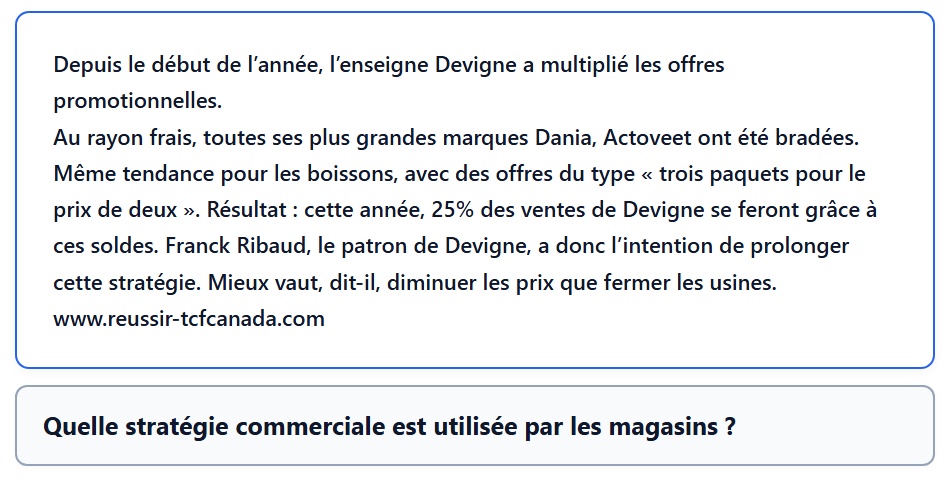 Depuis le début de l’année, l’enseigne Devigne a multiplié les offres
promotionnelles.
Au rayon frais, toutes ses plus grandes marques Dania, Actoveet ont été bradées.
Même tendance pour les boissons, avec des offres du type « trois paquets pour le
prix de deux ». Résultat : cette année, 25% des ventes de Devigne se feront grâce à
ces soldes. Franck Ribaud, le patron de Devigne, a donc l’intention de prolonger
cette stratégie. Mieux vaut, dit-il, diminuer les prix que fermer les usines.
www.reussir-tcfcanada.com
Quelle stratégie commerciale est utilisée par les magasins ?